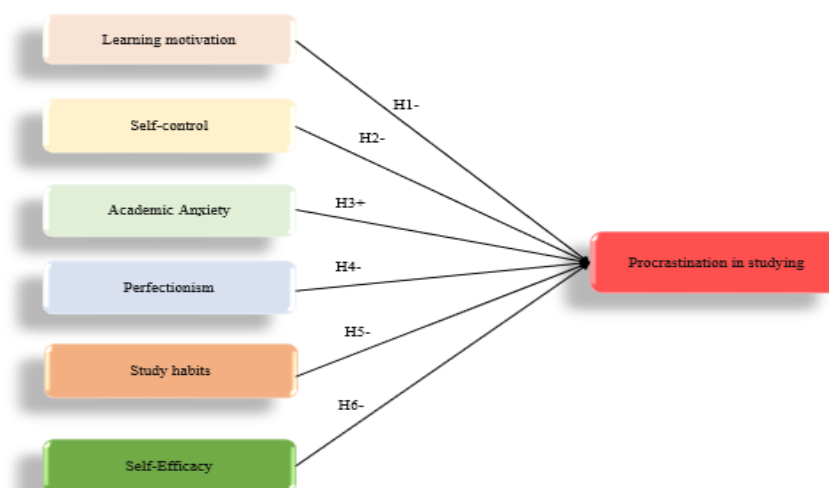 Learning motivation
H1-
Self-control
H2-
Academic Anxiety
H3+
Procrastination in studying
Perfectionism
H4-
Study habits
H5-
H6-
Self-Efficacy